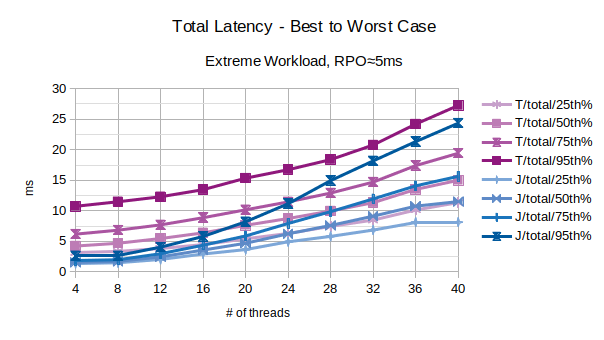 Total Latency - Best to Worst Case
Extreme Workload, RPO≈5ms
30
25
20
15
10
5
0
ms
4 8 12 16 20 24 28 32 36 40
# of threads
T/total/25th%
T/total/50th%
T/total/75th%
T/total/95th%
J/total/25th%
J/total/50th%
J/total/75th%
J/total/95th%